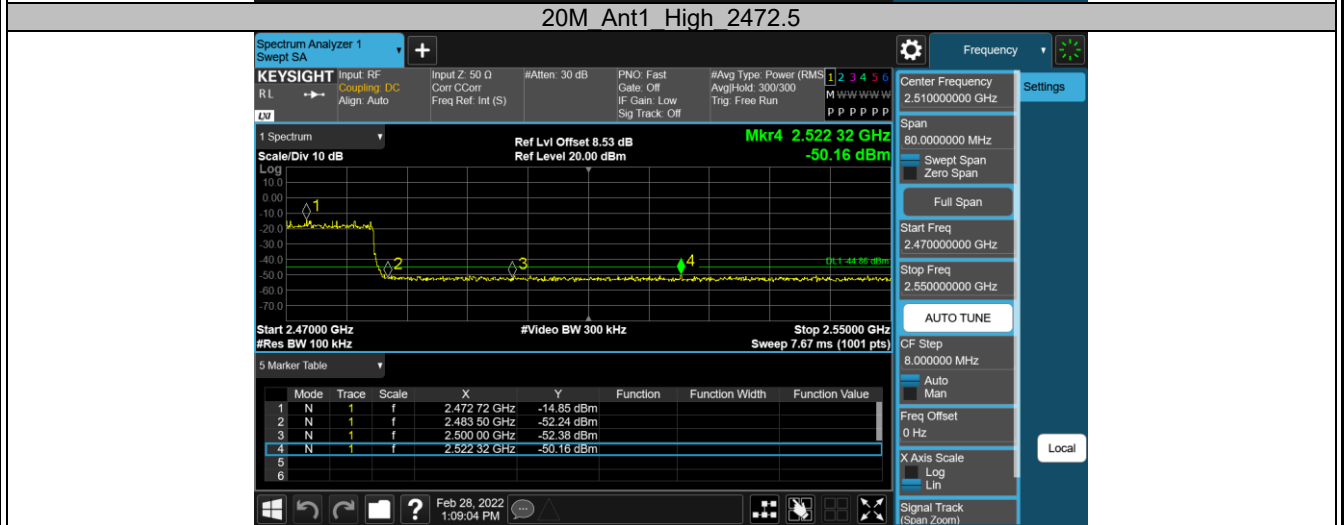 20M_Ant1_High_2472.5
Spectrum Analyzer 1
Swept SA
+
Frequency
KEYSIGHT
RL
LXI
Input: RF
Coupling: DC
Align: Auto
Input Z: 50 Ω
Corr CCorr
Freq Ref: Int (S)
#Atten: 30 dB
PNO: Fast
Gate: Off
IF Gain: Low
Sig Track: Off
#Avg Type: Power (RMS
Avg|Hold: 300/300
Trig: Free Run
1 2 3 4 5 6
M W W W W W
P P P P P P
1 Spectrum
Scale/Div 10 dB
Ref Lvl Offset 8.53 dB
Ref Level 20.00 dBm
Mkr4 2.522 32 GHz
-50.16 dBm
Log
10.0
0.00
-10.0
-20.0
-30.0
-40.0
-50.0
-60.0
-70.0
1
2
3
4
DL1 -44.86 dBm
Start 2.47000 GHz
#Res BW 100 kHz
#Video BW 300 kHz
Stop 2.55000 GHz
Sweep 7.67 ms (1001 pts)
5 Marker Table
Mode Trace Scale X Y Function Function Width Function Value
1 N 1 f 2.472 72 GHz -14.85 dBm
2 N 1 f 2.483 50 GHz -52.24 dBm
3 N 1 f 2.500 00 GHz -52.38 dBm
4 N 1 f 2.522 32 GHz -50.16 dBm
5
6
?
Feb 28, 2022
1:09:04 PM
Center Frequency
2.510000000 GHz
Span
80.0000000 MHz
Swept Span
Zero Span
Full Span
Start Freq
2.470000000 GHz
Stop Freq
2.550000000 GHz
AUTO TUNE
CF Step
8.000000 MHz
Auto
Man
Freq Offset
0 Hz
X Axis Scale
Log
Lin
Signal Track
(Span Zoom)
Settings
Local